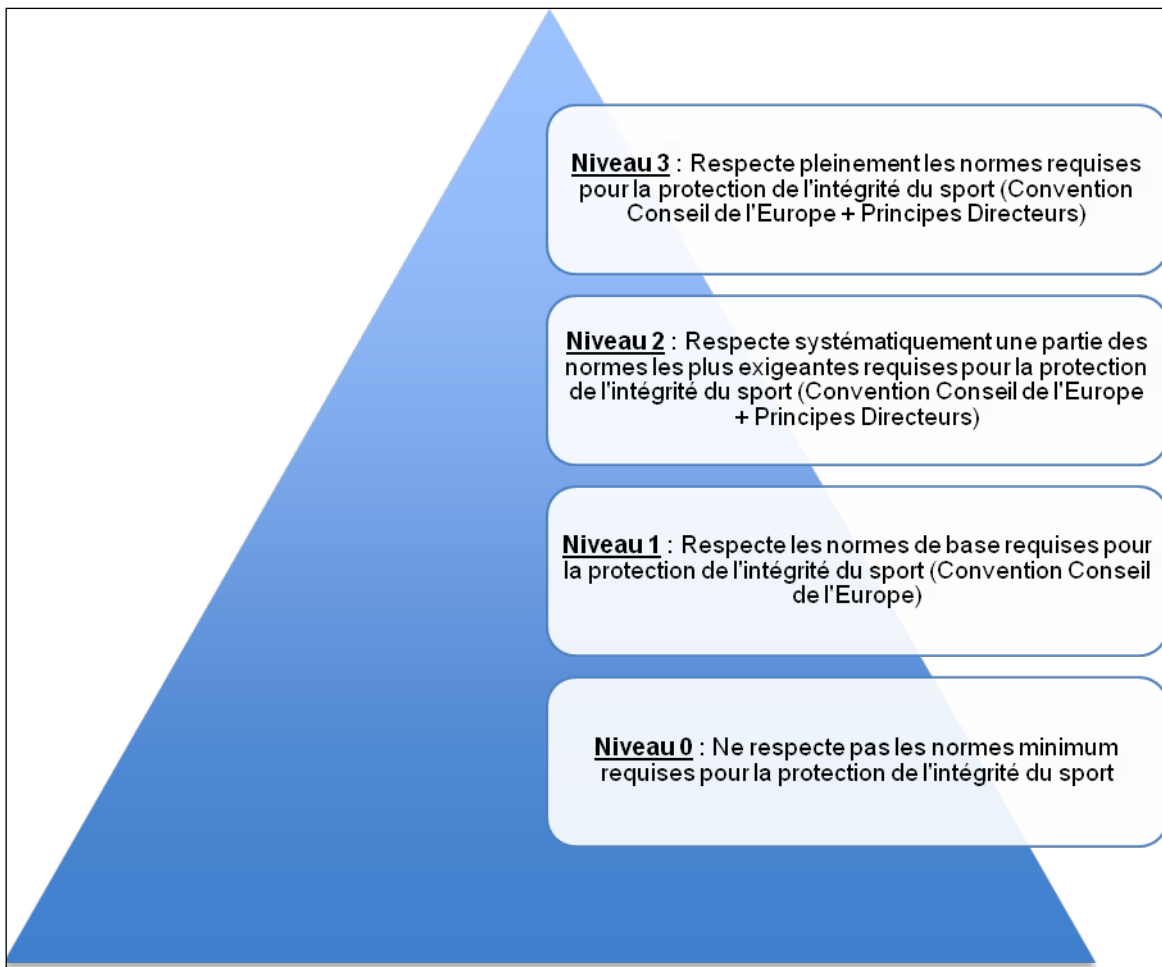 Niveau 3 : Respecte pleinement les normes requises
pour la protection de l'intégrité du sport (Convention
Conseil de l'Europe + Principes Directeurs)
Niveau 2 : Respecte systématiquement une partie des
normes les plus exigeantes requises pour la protection
de l'intégrité du sport (Convention Conseil de l'Europe
+ Principes Directeurs)
Niveau 1 : Respecte les normes de base requises pour
la protection de l'intégrité du sport (Convention Conseil
de l'Europe)
Niveau 0 : Ne respecte pas les normes minimum
requises pour la protection de l'intégrité du sport